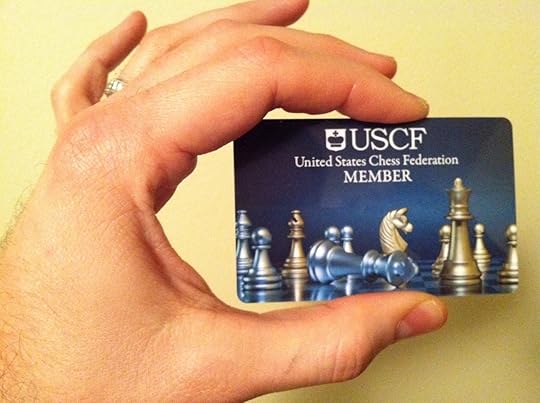 USCF
United States Chess Federation
MEMBER